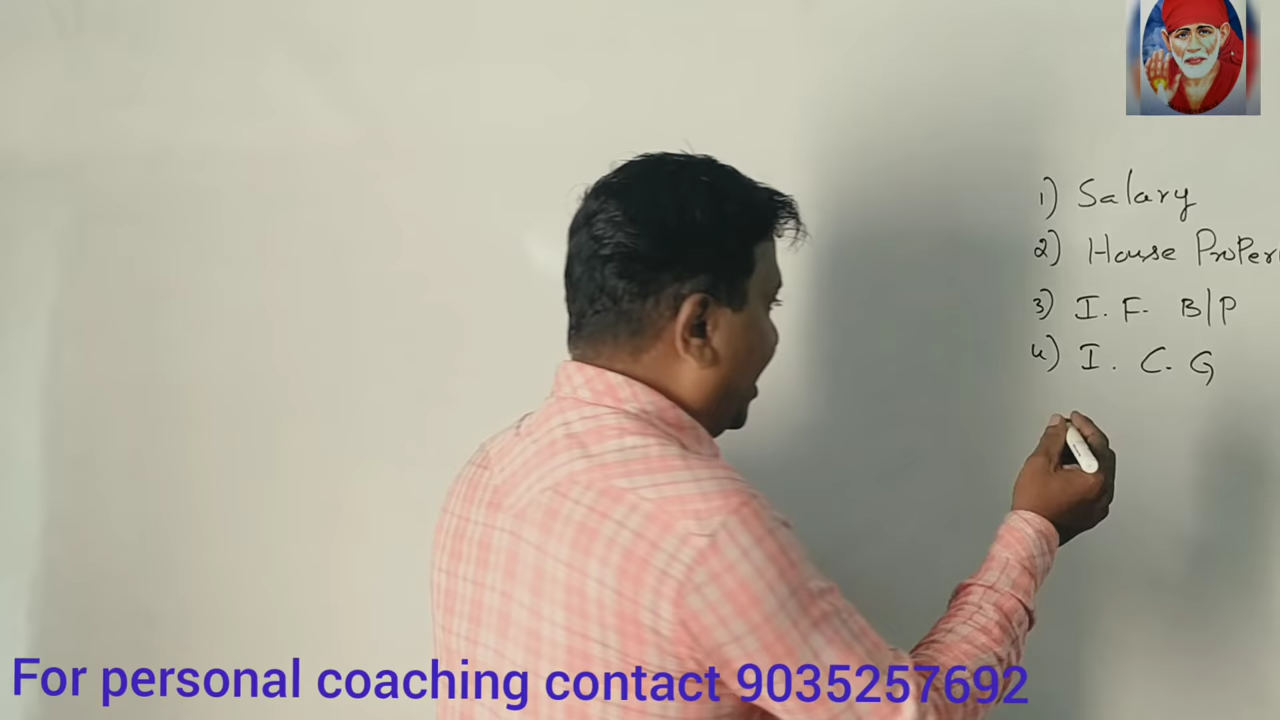 1) Salary
2) House Proper
3) I. F. B/P
4) I. C. G
For personal coaching contact 9035257692